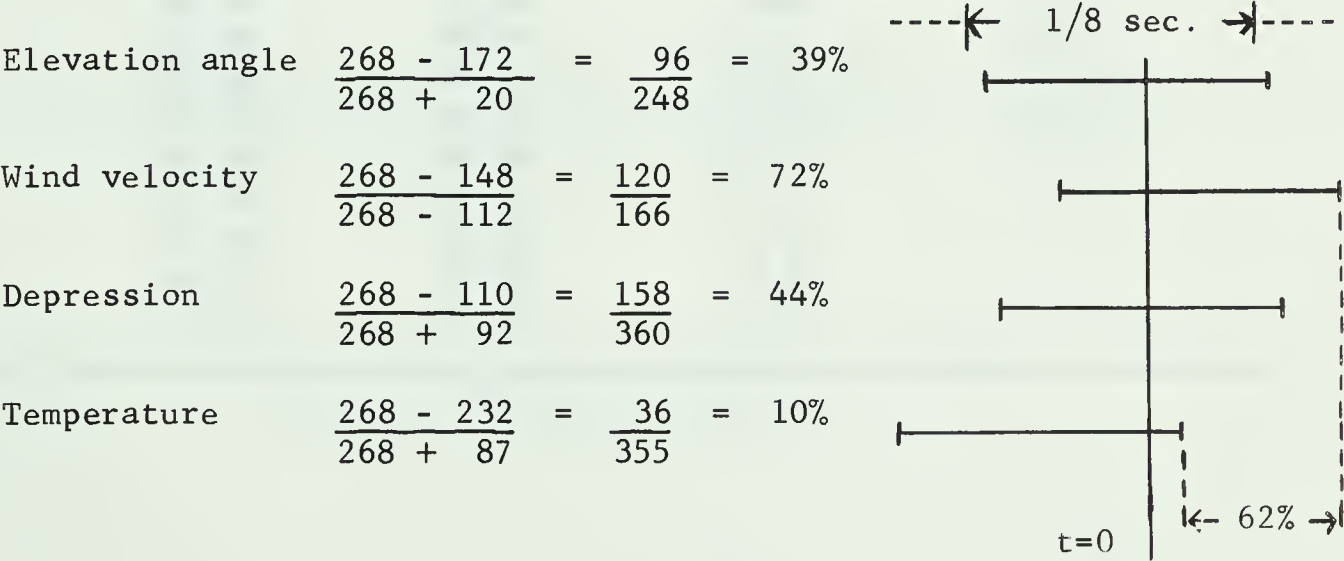 1/8 sec.
Elevation angle 268 - 172 = 96 = 39%
268 + 20 248
Wind velocity 268 - 148 = 120 = 72%
268 - 112 166
Depression 268 - 110 = 158 = 44%
268 + 92 360
Temperature 268 - 232 = 36 = 10%
268 + 87 355
62%
t=0